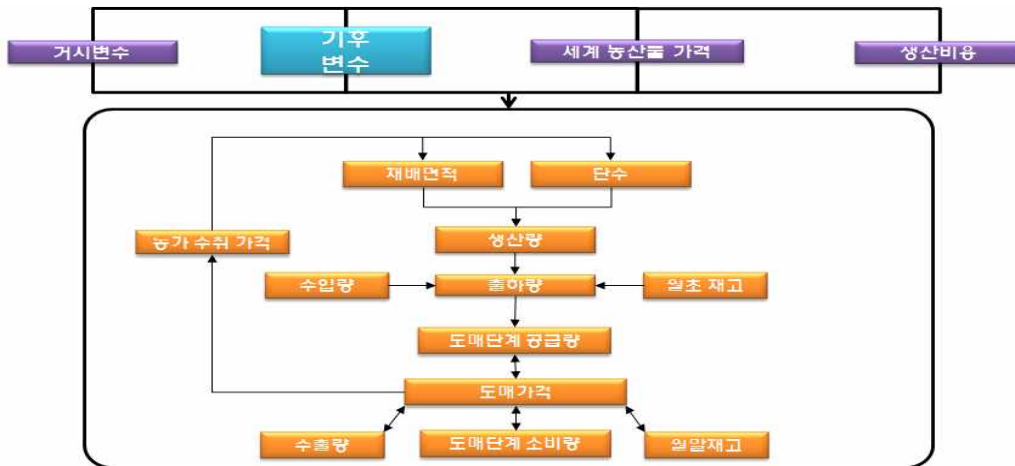 거시변수
기후
변수
세계 농산물 가격
생산비용
재배면적
단수
농가 수취 가격
생산량
수입량
출하량
월초 재고
도매단계 공급량
도매가격
수출량
도매단계 소비량
월말재고